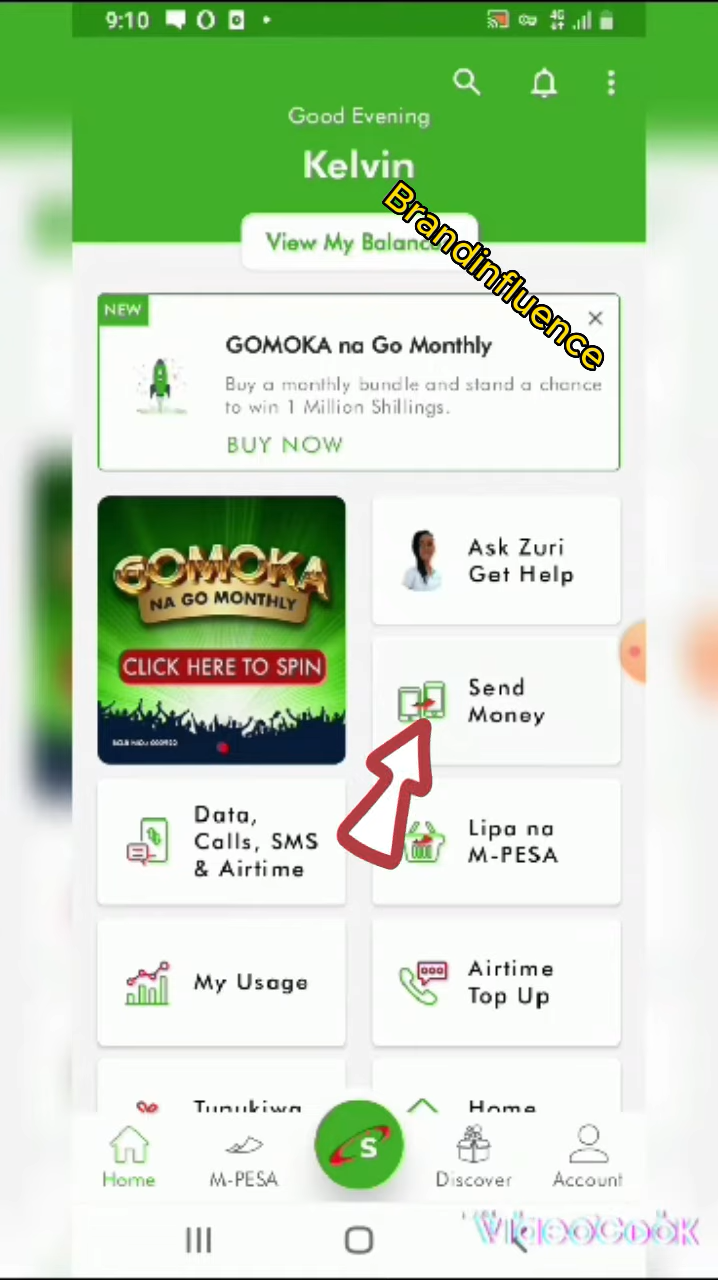 9:10
4G
Good Evening
Kelvin
View My Balance
Brandinfluence
NEW
GOMOKA na Go Monthly
Buy a monthly bundle and stand a chance
to win 1 Million Shillings.
BUY NOW
GOMOKA
NA GO MONTHLY
CLICK HERE TO SPIN
Ask Zuri
Get Help
Send
Money
Data,
Calls, SMS
& Airtime
Lipa na
M-PESA
My Usage
Airtime
Top Up
Tunukiwa
Home
S
Home
M-PESA
Discover
Account
VIDEOCOOK